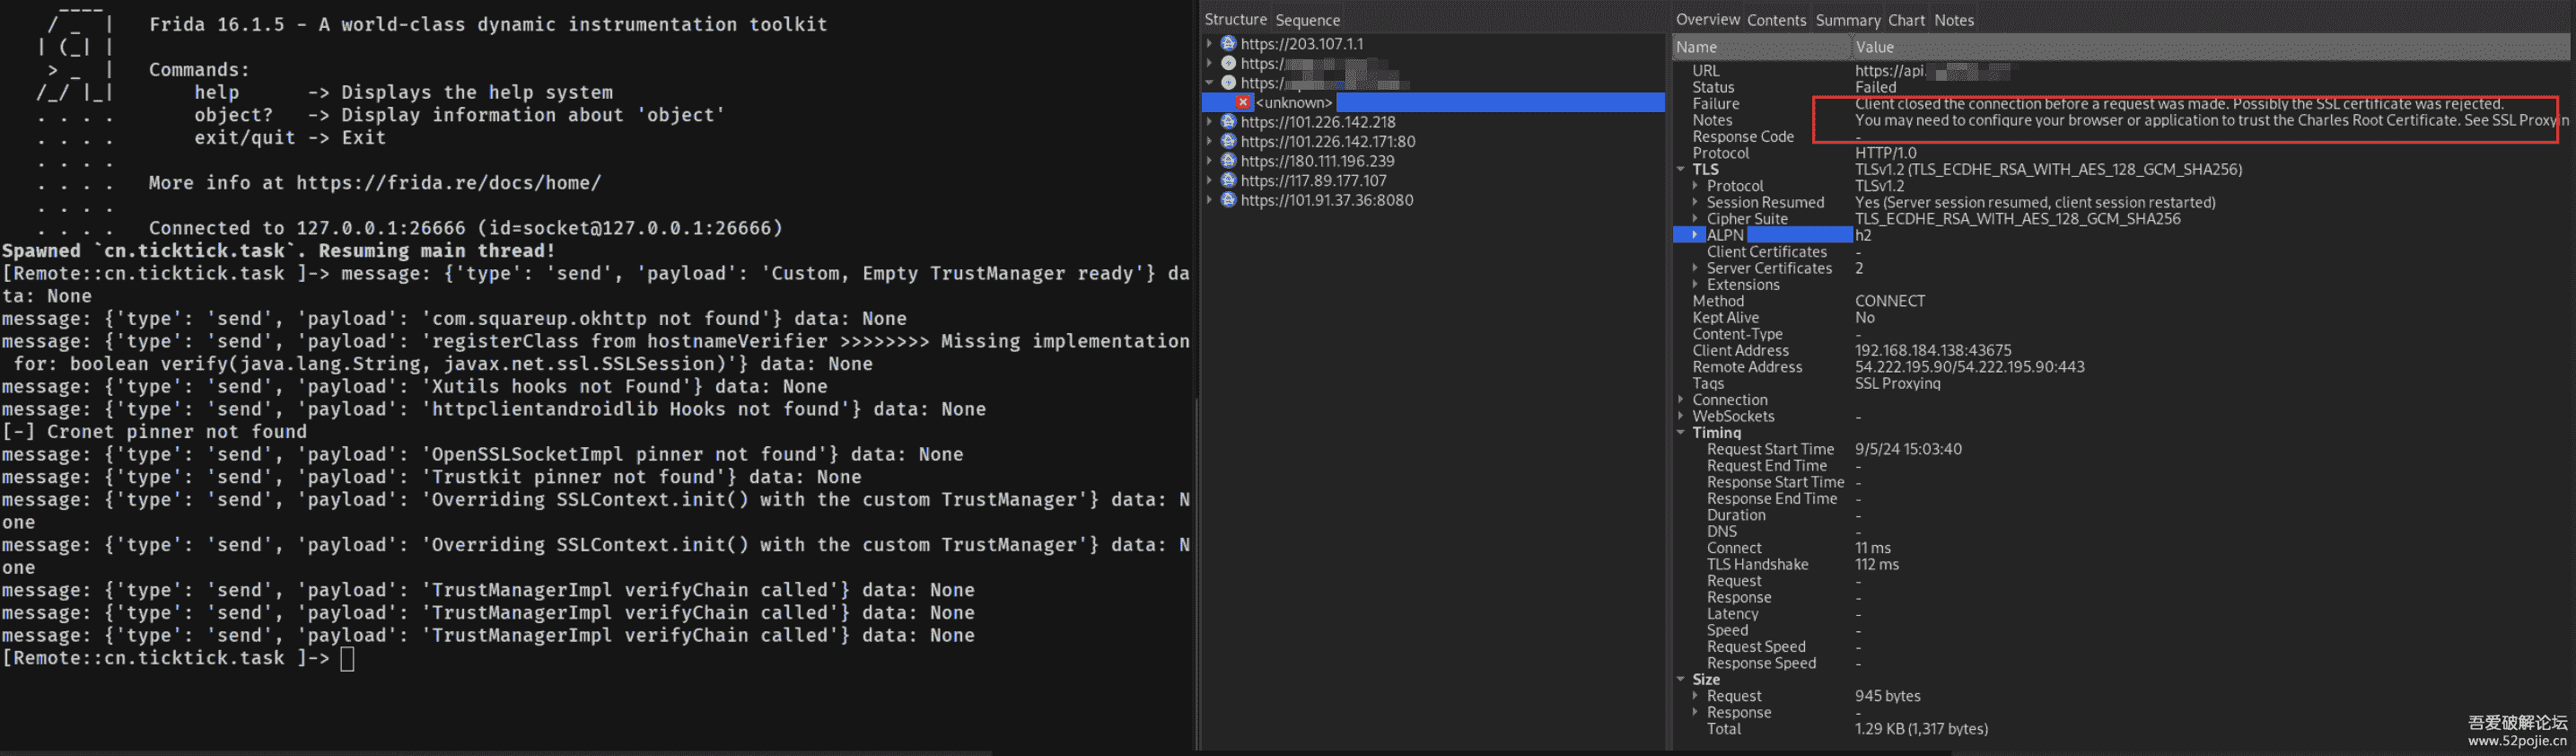 ____
/ _  |   Frida 16.1.5 - A world-class dynamic instrumentation toolkit
| (_| |
> _  |   Commands:
/_/ |_|       help      -> Displays the help system
. . . .       object?   -> Display information about 'object'
. . . .       exit/quit -> Exit
. . . .
. . . .   More info at https://frida.re/docs/home/
. . . .
. . . .   Connected to 127.0.0.1:26666 (id=socket@127.0.0.1:26666)
Spawned `cn.ticktick.task`. Resuming main thread!
[Remote::cn.ticktick.task ]-> message: {'type': 'send', 'payload': 'Custom, Empty TrustManager ready'} da
ta: None
message: {'type': 'send', 'payload': 'com.squareup.okhttp not found'} data: None
message: {'type': 'send', 'payload': 'registerClass from hostnameVerifier >>>>>>>> Missing implementation
for: boolean verify(java.lang.String, javax.net.ssl.SSLSession)'} data: None
message: {'type': 'send', 'payload': 'Xutils hooks not Found'} data: None
message: {'type': 'send', 'payload': 'httpclientandroidlib Hooks not found'} data: None
[-] Cronet pinner not found
message: {'type': 'send', 'payload': 'OpenSSLSocketImpl pinner not found'} data: None
message: {'type': 'send', 'payload': 'Trustkit pinner not found'} data: None
message: {'type': 'send', 'payload': 'Overriding SSLContext.init() with the custom TrustManager'} data: N
one
message: {'type': 'send', 'payload': 'Overriding SSLContext.init() with the custom TrustManager'} data: N
one
message: {'type': 'send', 'payload': 'TrustManagerImpl verifyChain called'} data: None
message: {'type': 'send', 'payload': 'TrustManagerImpl verifyChain called'} data: None
message: {'type': 'send', 'payload': 'TrustManagerImpl verifyChain called'} data: None
[Remote::cn.ticktick.task ]->
Structure Sequence
https://203.107.1.1
https:/
https:/
<unknown>
https://101.226.142.218
https://101.226.142.171:80
https://180.111.196.239
https://117.89.177.107
https://101.91.37.36:8080
Overview Contents Summary Chart Notes
Name Value
URL https://api.
Status Failed
Failure Client closed the connection before a request was made. Possibly the SSL certificate was rejected.
Notes You may need to configure your browser or application to trust the Charles Root Certificate. See SSL Proxyin
Response Code -
Protocol HTTP/1.0
TLS TLSv1.2 (TLS_ECDHE_RSA_WITH_AES_128_GCM_SHA256)
Protocol TLSv1.2
Session Resumed Yes (Server session resumed, client session restarted)
Cipher Suite TLS_ECDHE_RSA_WITH_AES_128_GCM_SHA256
ALPN h2
Client Certificates -
Server Certificates 2
Extensions
Method CONNECT
Kept Alive No
Content-Type -
Client Address 192.168.184.138:43675
Remote Address 54.222.195.90/54.222.195.90:443
Tags SSL Proxying
Connection
WebSockets -
Timing
Request Start Time 9/5/24 15:03:40
Request End Time -
Response Start Time -
Response End Time -
Duration -
DNS -
Connect 11 ms
TLS Handshake 112 ms
Request -
Response -
Latency -
Speed -
Request Speed -
Response Speed -
Size
Request 945 bytes
Response -
Total 1.29 KB (1,317 bytes)
吾爱破解论坛
www.52pojie.cn